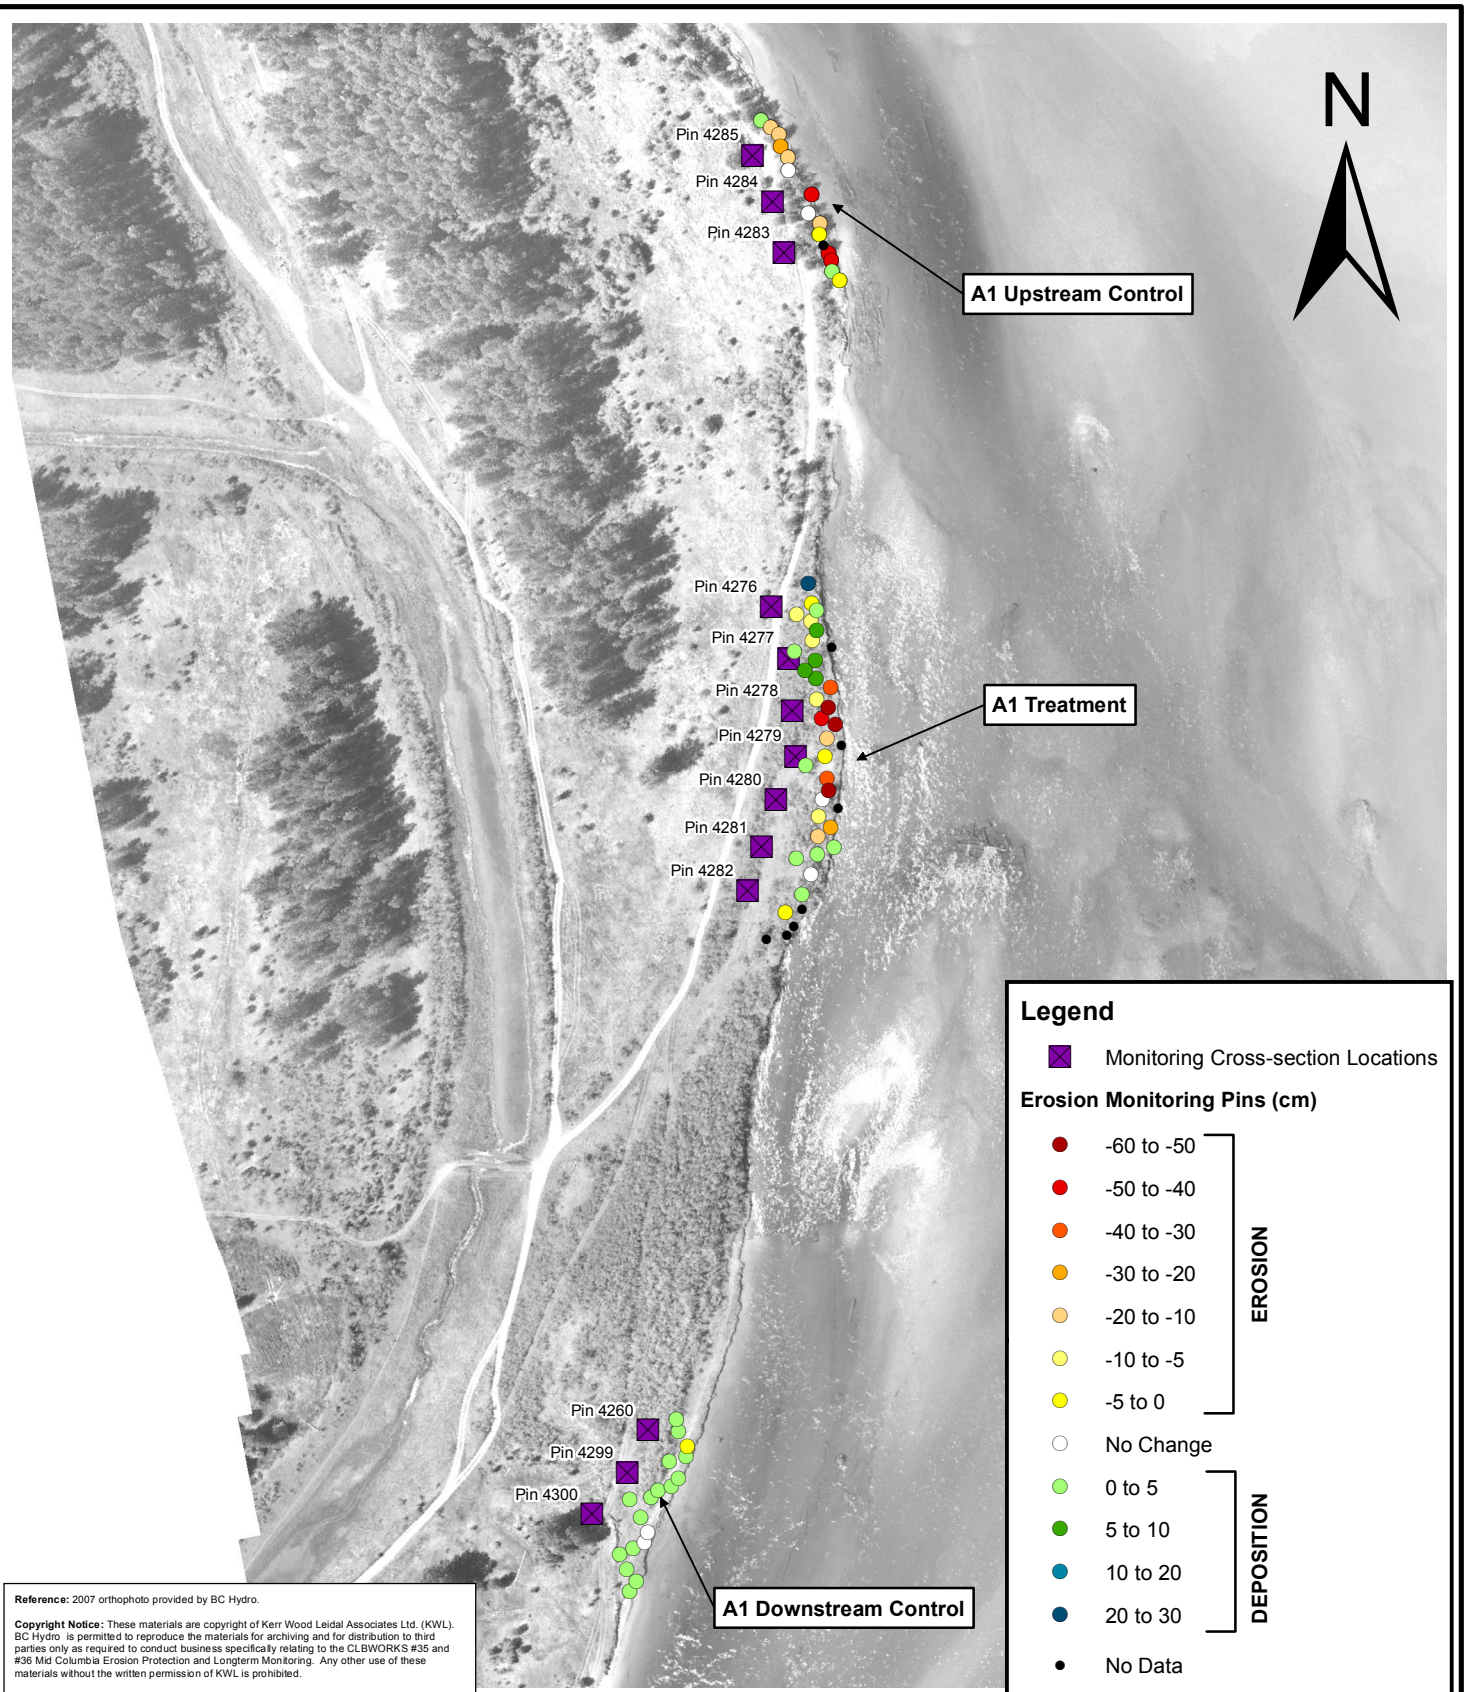 N
Pin 4285
Pin 4284
Pin 4283
A1 Upstream Control
Pin 4276
Pin 4277
Pin 4278
A1 Treatment
Pin 4279
Pin 4280
Pin 4281
Pin 4282
Legend
Monitoring Cross-section Locations
Erosion Monitoring Pins (cm)
-60 to -50
-50 to -40
-40 to -30
-30 to -20
-20 to -10
-10 to -5
-5 to 0
EROSION
No Change
0 to 5
5 to 10
10 to 20
20 to 30
DEPOSITION
No Data
Pin 4260
Pin 4299
Pin 4300
A1 Downstream Control
Reference: 2007 orthophoto provided by BC Hydro.
Copyright Notice: These materials are copyright of Kerr Wood Leidal Associates Ltd. (KWL).
BC Hydro is permitted to reproduce the materials for archiving and for distribution to third
parties only as required to conduct business specifically relating to the CLBWORKS #35 and
#36 Mid Columbia Erosion Protection and Longterm Monitoring. Any other use of these
materials without the written permission of KWL is prohibited.